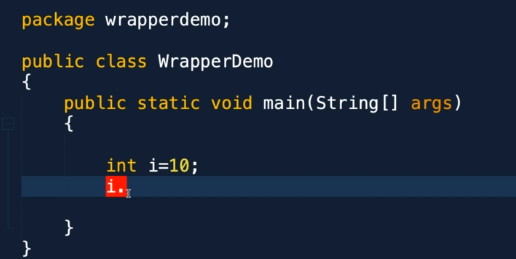 package wrapperdemo;
public class WrapperDemo
{
public static void main(String[] args)
{
int i=10;
i.
}
}